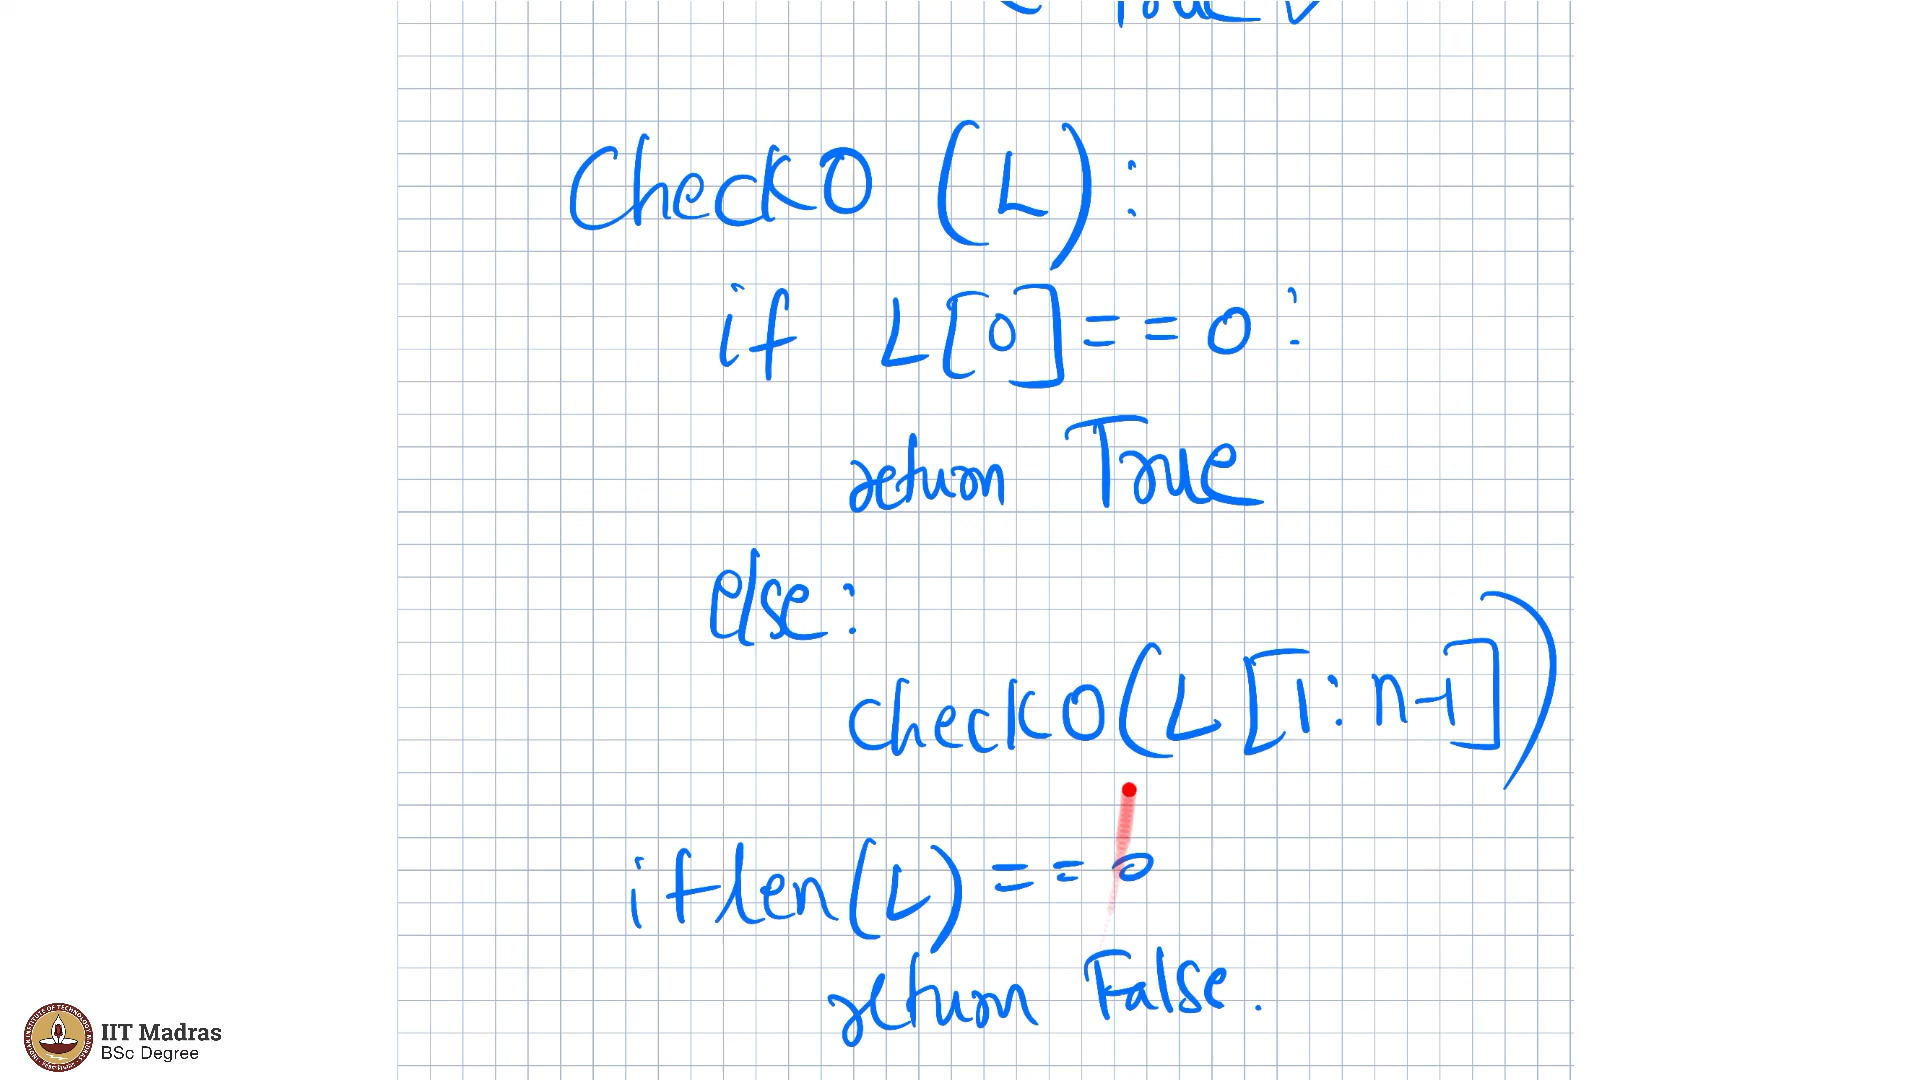 True
Check0 (L):
if L[0]==0:
return True
else:
check0(L[1:n-1])
if len(L)==0
return False.
IIT Madras
BSc Degree